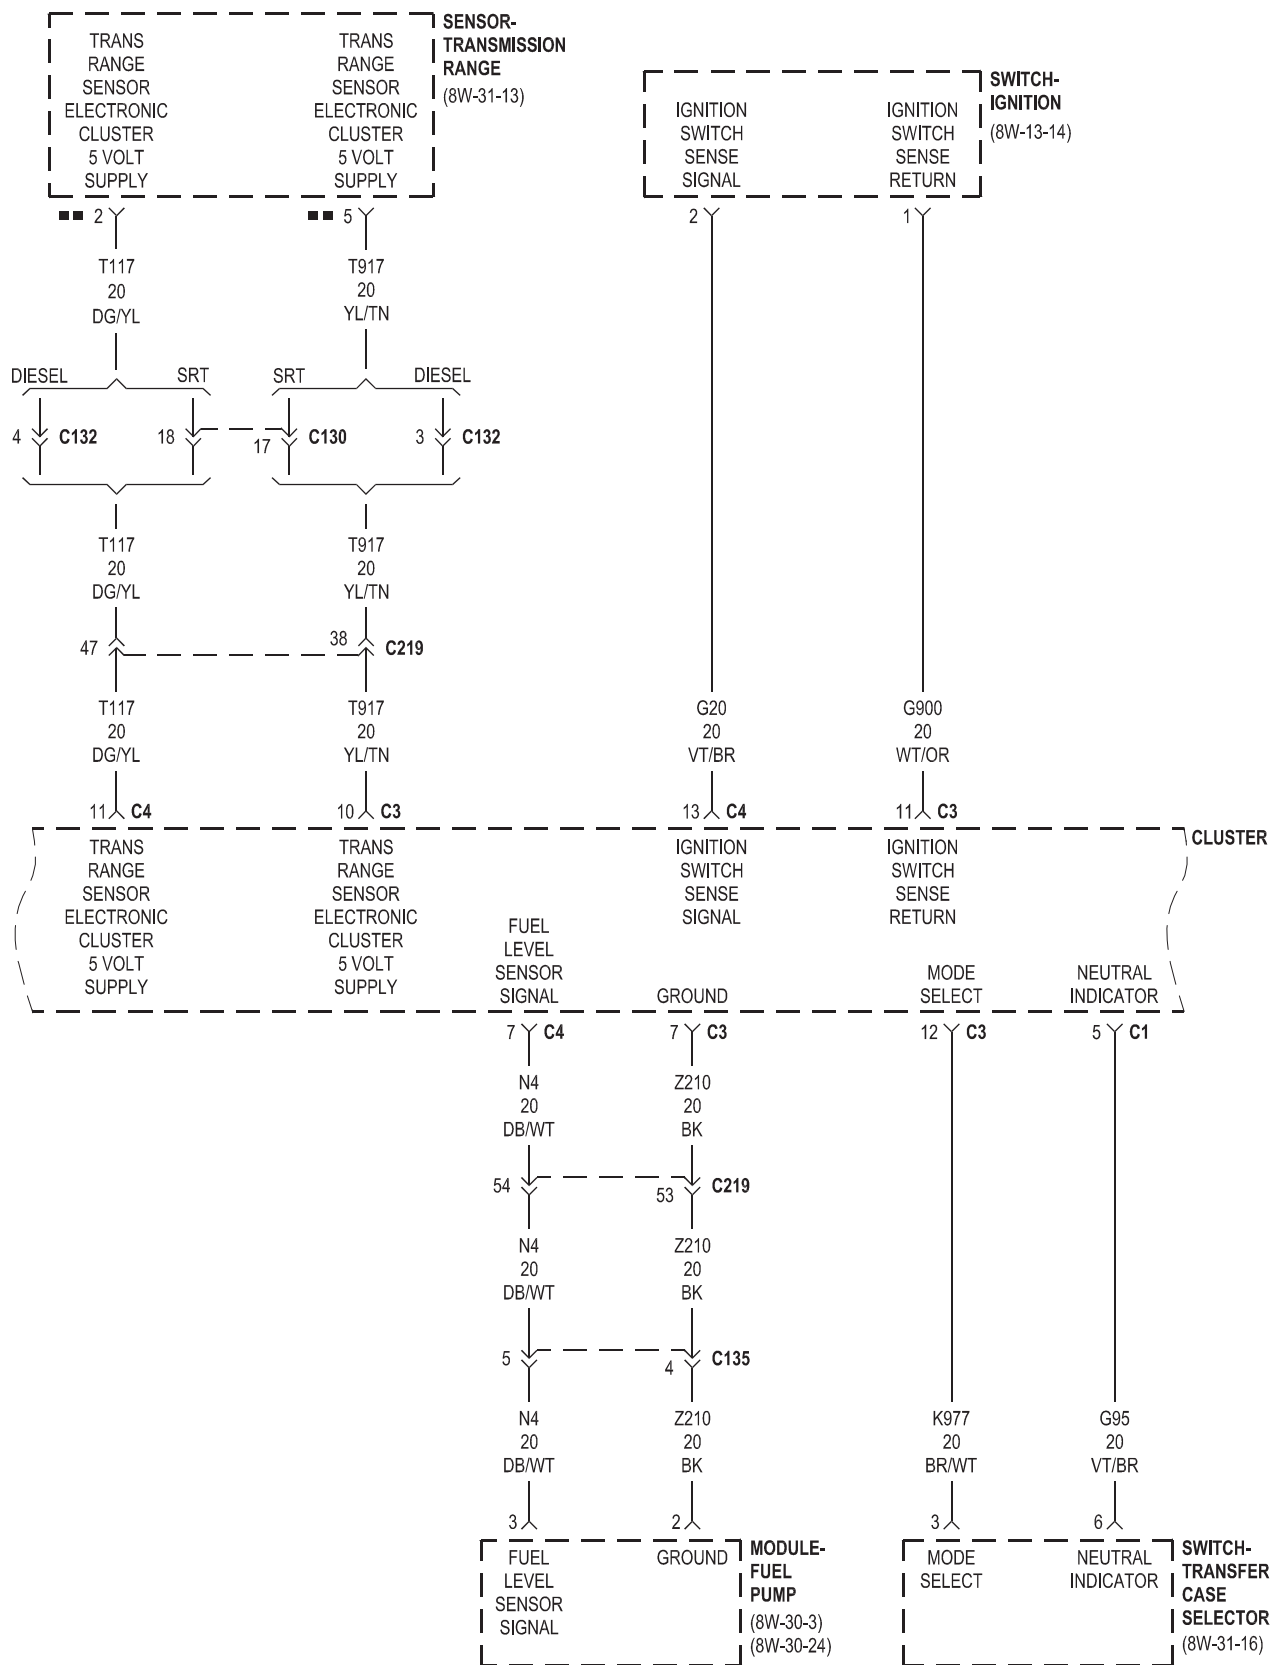 SENSOR-
TRANSMISSION
RANGE
(8W-31-13)
TRANS
RANGE
SENSOR
ELECTRONIC
CLUSTER
5 VOLT
SUPPLY
TRANS
RANGE
SENSOR
ELECTRONIC
CLUSTER
5 VOLT
SUPPLY
SWITCH-
IGNITION
(8W-13-14)
IGNITION
SWITCH
SENSE
SIGNAL
IGNITION
SWITCH
SENSE
RETURN
2
5
2
1
T117
20
DG/YL
T917
20
YL/TN
DIESEL
SRT
SRT
DIESEL
4
C132
18
17
C130
3
C132
T117
20
DG/YL
T917
20
YL/TN
47
38
C219
T117
20
DG/YL
T917
20
YL/TN
G20
20
VT/BR
G900
20
WT/OR
11
C4
10
C3
13
C4
11
C3
CLUSTER
TRANS
RANGE
SENSOR
ELECTRONIC
CLUSTER
5 VOLT
SUPPLY
TRANS
RANGE
SENSOR
ELECTRONIC
CLUSTER
5 VOLT
SUPPLY
IGNITION
SWITCH
SENSE
SIGNAL
IGNITION
SWITCH
SENSE
RETURN
FUEL
LEVEL
SENSOR
SIGNAL
GROUND
MODE
SELECT
NEUTRAL
INDICATOR
7
C4
7
C3
12
C3
5
C1
N4
20
DB/WT
Z210
20
BK
54
53
C219
N4
20
DB/WT
Z210
20
BK
5
4
C135
N4
20
DB/WT
Z210
20
BK
K977
20
BR/WT
G95
20
VT/BR
3
2
3
6
FUEL
LEVEL
SENSOR
SIGNAL
GROUND
MODULE-
FUEL
PUMP
(8W-30-3)
(8W-30-24)
MODE
SELECT
NEUTRAL
INDICATOR
SWITCH-
TRANSFER
CASE
SELECTOR
(8W-31-16)